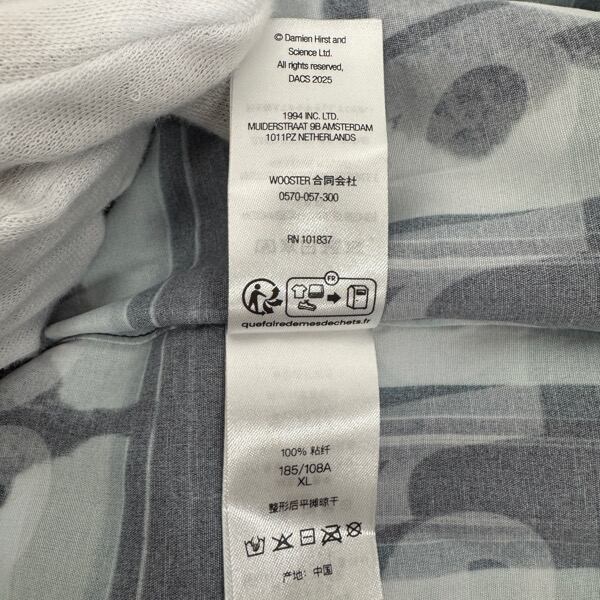 © Damien Hirst and
Science Ltd.
All rights reserved,
DACS 2025
1994 INC. LTD.
MUIDERSTRAAT 9B AMSTERDAM
1011PZ NETHERLANDS
WOOSTER 合同会社
0570-057-300
RN 101837
FR
quefairedemesdechets.fr
100% 粘纤
185/108A
XL
整形后平摊晾干
产地: 中国